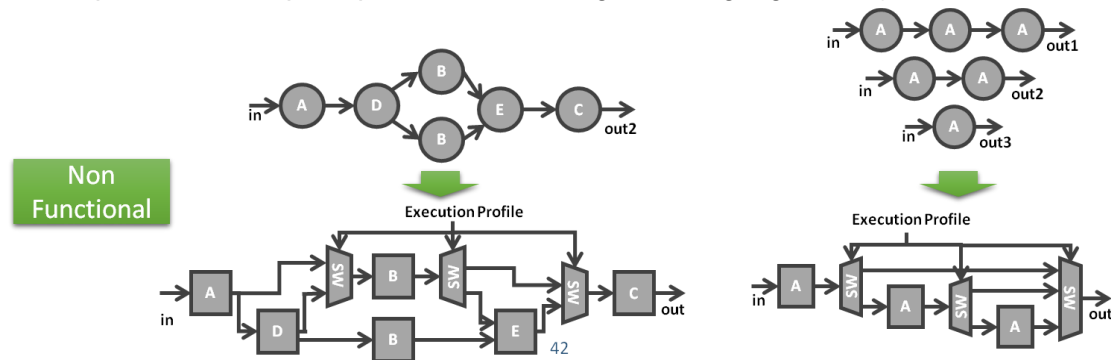 A
A
A
in
out1
A
A
in
out2
A
in
out3
B
A
D
E
C
B
in
out2
Non
Functional
Execution Profile
A
SW
B
SW
SW
C
in
out
D
B
E
42
Execution Profile
A
SW
A
SW
A
SW
in
out